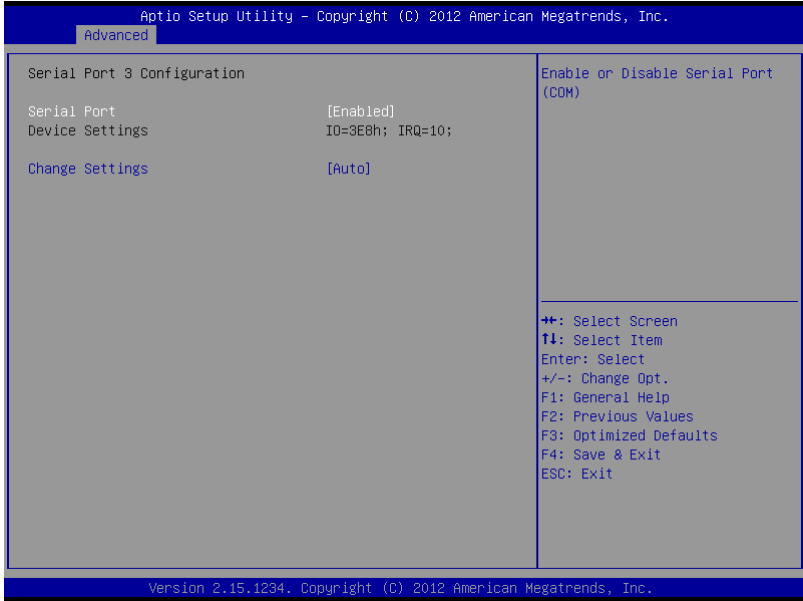 Aptio Setup Utility – Copyright (C) 2012 American Megatrends, Inc.
Advanced
Serial Port 3 Configuration
Serial Port [Enabled]
Device Settings IO=3E8h; IRQ=10;
Change Settings [Auto]
Enable or Disable Serial Port
(COM)
→←: Select Screen
↑↓: Select Item
Enter: Select
+/-: Change Opt.
F1: General Help
F2: Previous Values
F3: Optimized Defaults
F4: Save & Exit
ESC: Exit
Version 2.15.1234. Copyright (C) 2012 American Megatrends, Inc.